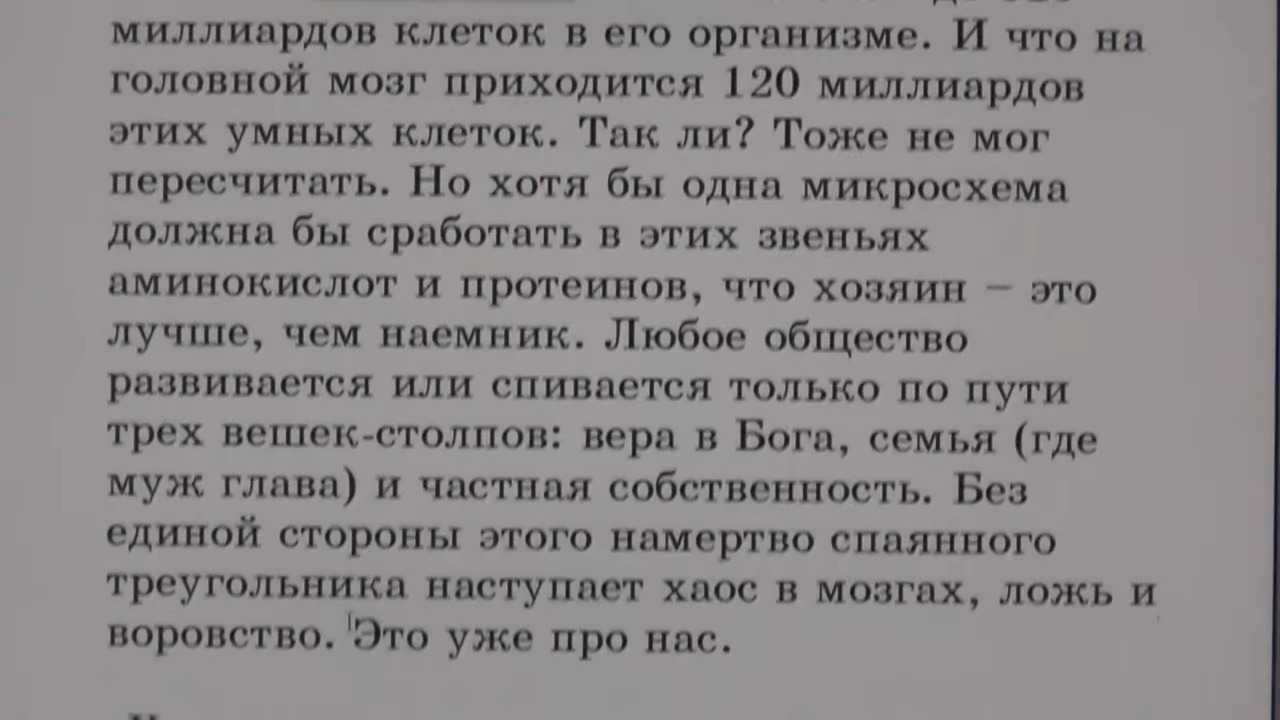 миллиардов клеток в его организме. И что на
головной мозг приходится 120 миллиардов
этих умных клеток. Так ли? Тоже не мог
пересчитать. Но хотя бы одна микросхема
должна бы сработать в этих звеньях
аминокислот и протеинов, что хозяин – это
лучше, чем наемник. Любое общество
развивается или спивается только по пути
трех вешек-столпов: вера в Бога, семья (где
муж глава) и частная собственность. Без
единой стороны этого намертво спаянного
треугольника наступает хаос в мозгах, ложь и
воровство. Это уже про нас.